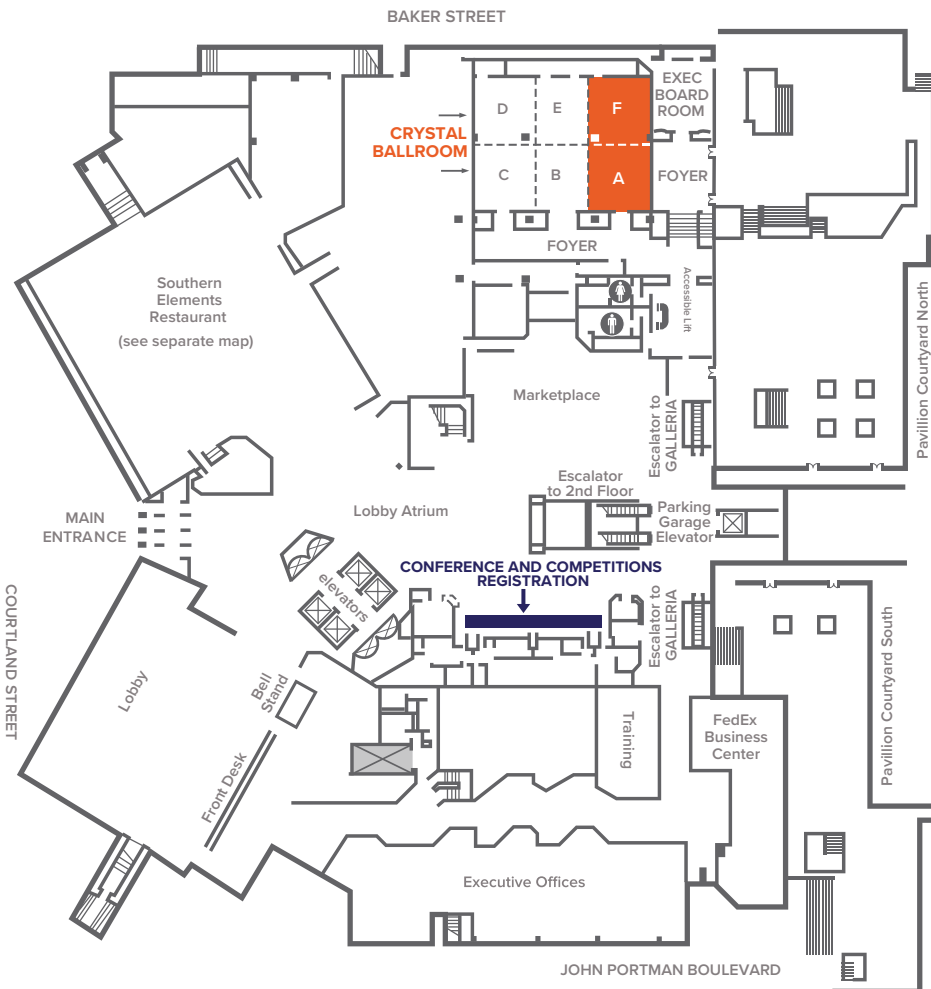 BAKER STREET
EXEC
BOARD
ROOM
D
E
F
CRYSTAL
BALLROOM
C
B
A
FOYER
FOYER
Accessible Lift
Southern
Elements
Restaurant
(see separate map)
Pavillion Courtyard North
Marketplace
Escalator to
GALLERIA
Escalator
to 2nd Floor
Lobby Atrium
Parking
Garage
Elevator
MAIN
ENTRANCE
CONFERENCE AND COMPETITIONS
REGISTRATION
elevators
Escalator to
GALLERIA
COURTLAND STREET
Lobby
Bell
Stand
Pavillion Courtyard South
Training
FedEx
Business
Center
Front Desk
Executive Offices
JOHN PORTMAN BOULEVARD